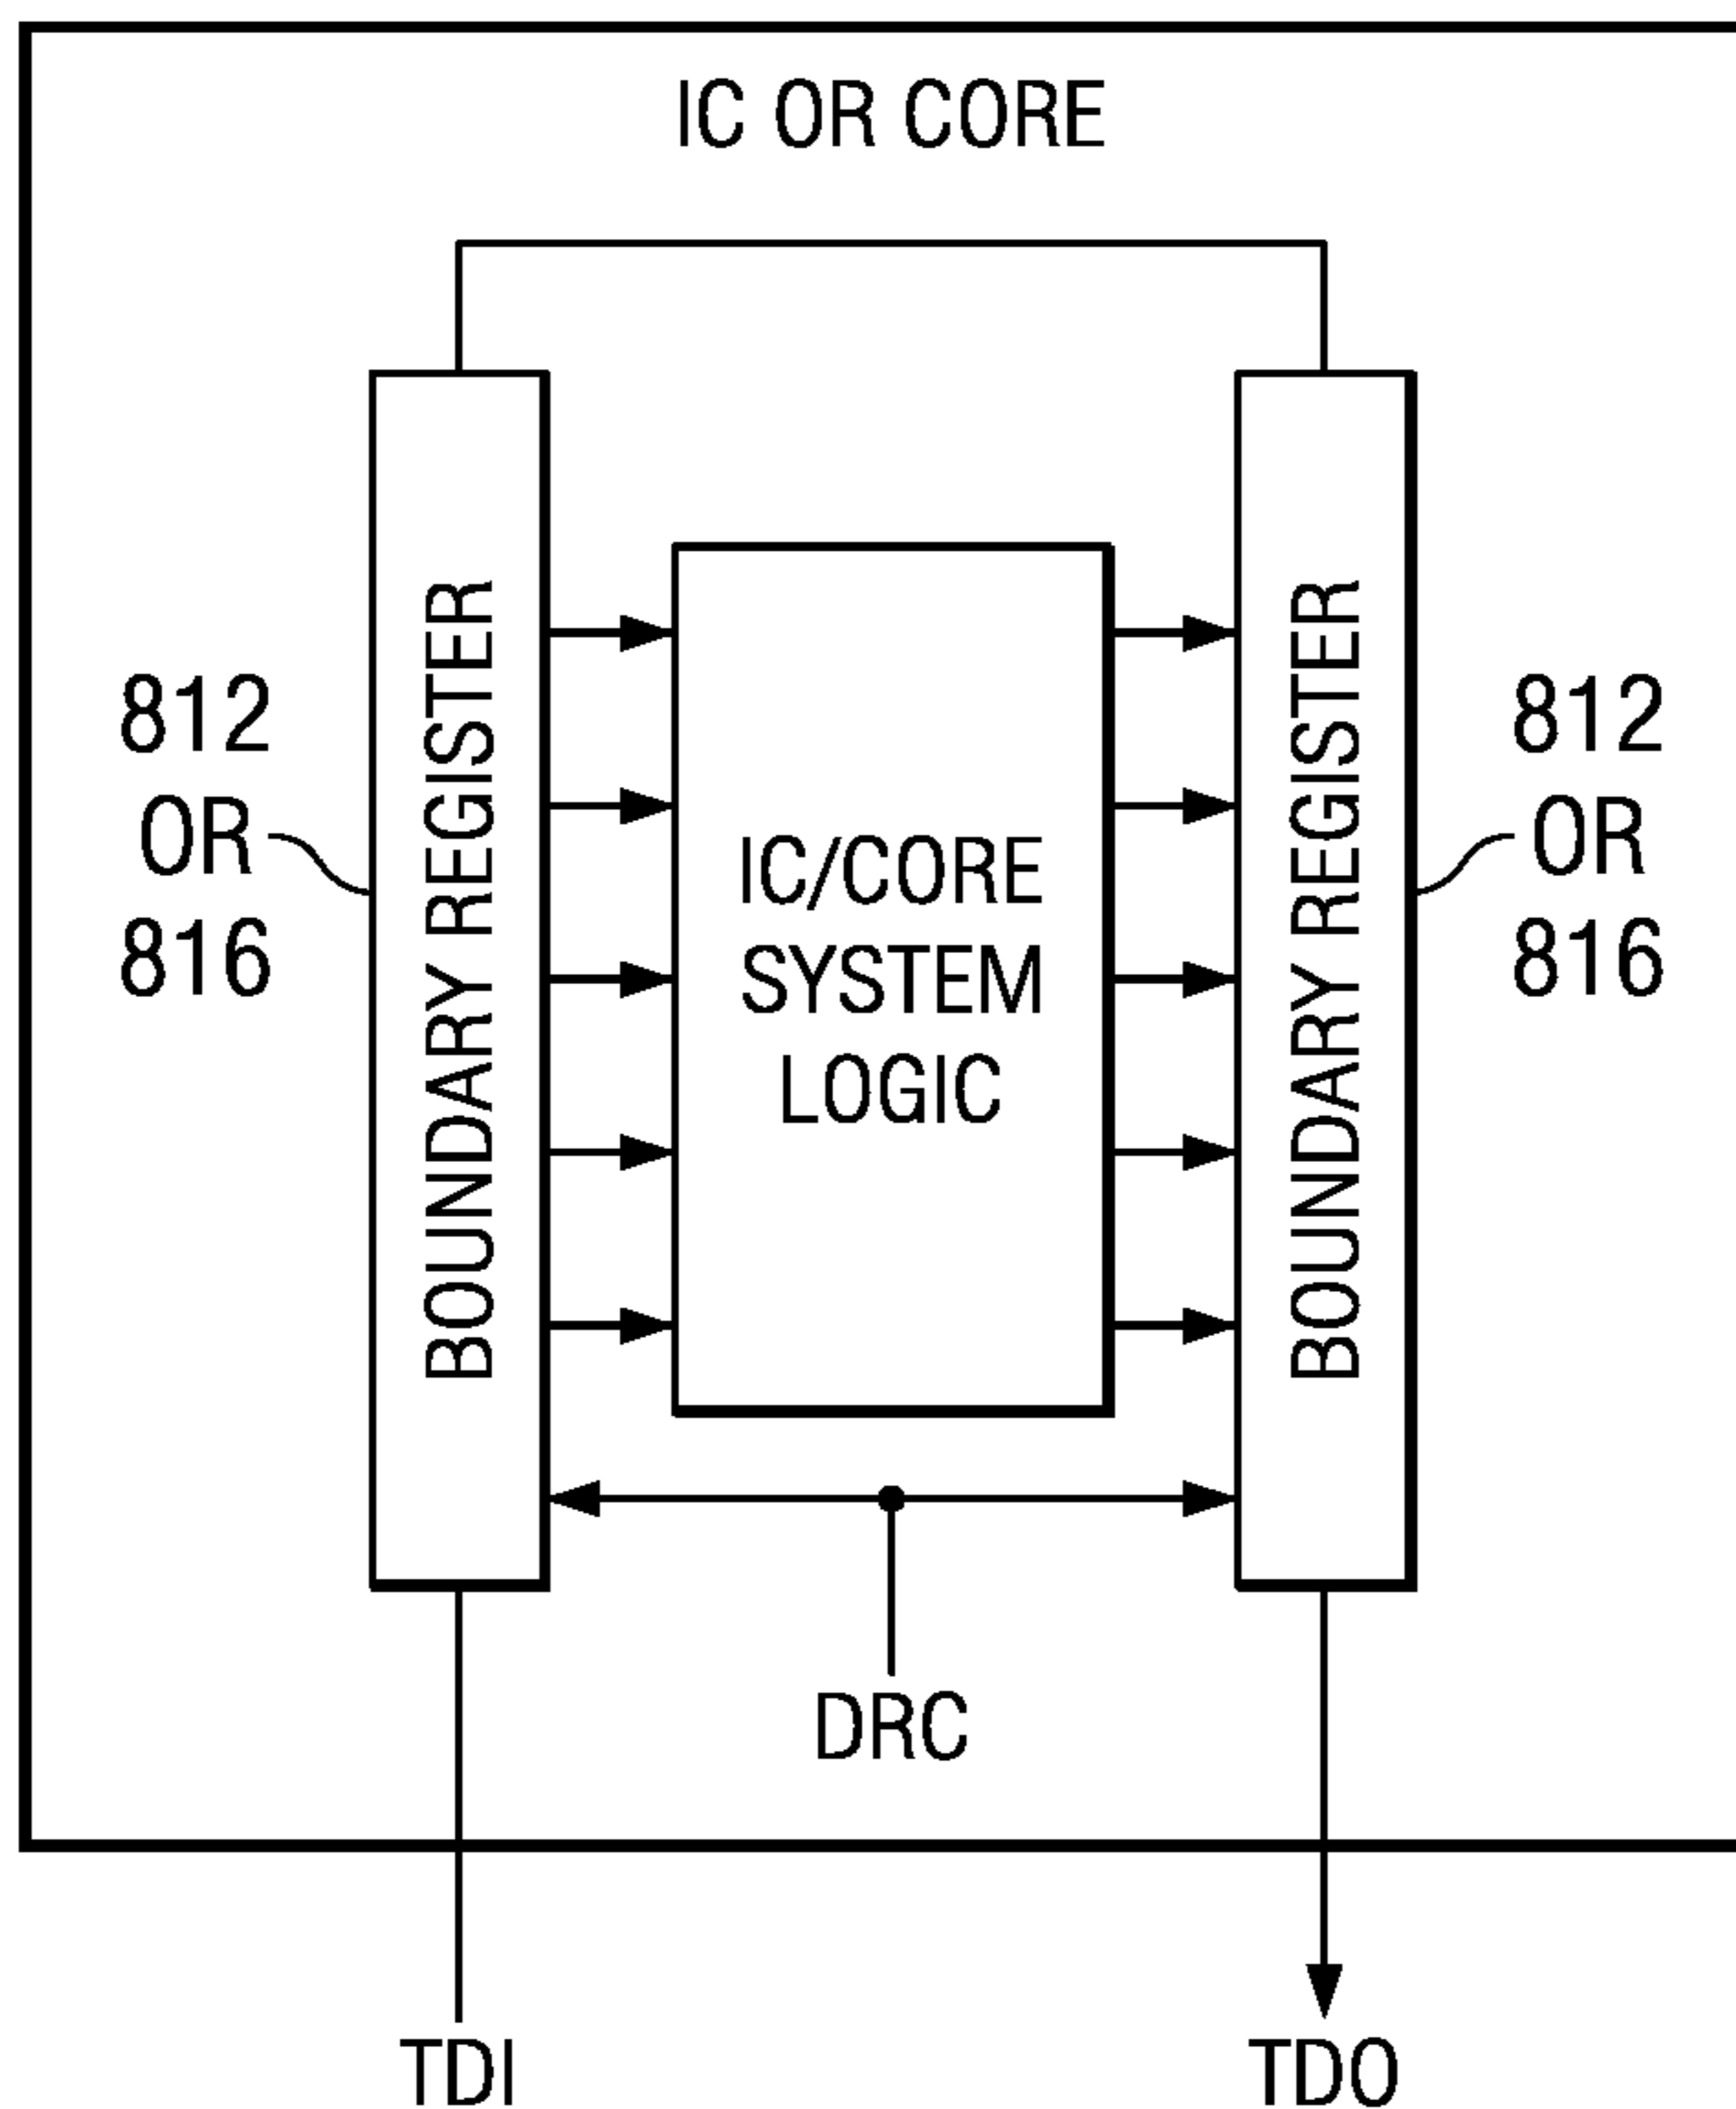 IC OR CORE
812
OR
816
BOUNDARY REGISTER
IC/CORE
SYSTEM
LOGIC
BOUNDARY REGISTER
812
OR
816
DRC
TDI
TDO